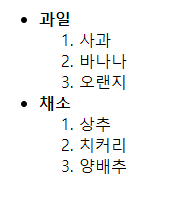 • 과일
1. 사과
2. 바나나
3. 오랜지
• 채소
1. 상추
2. 치커리
3. 양배추